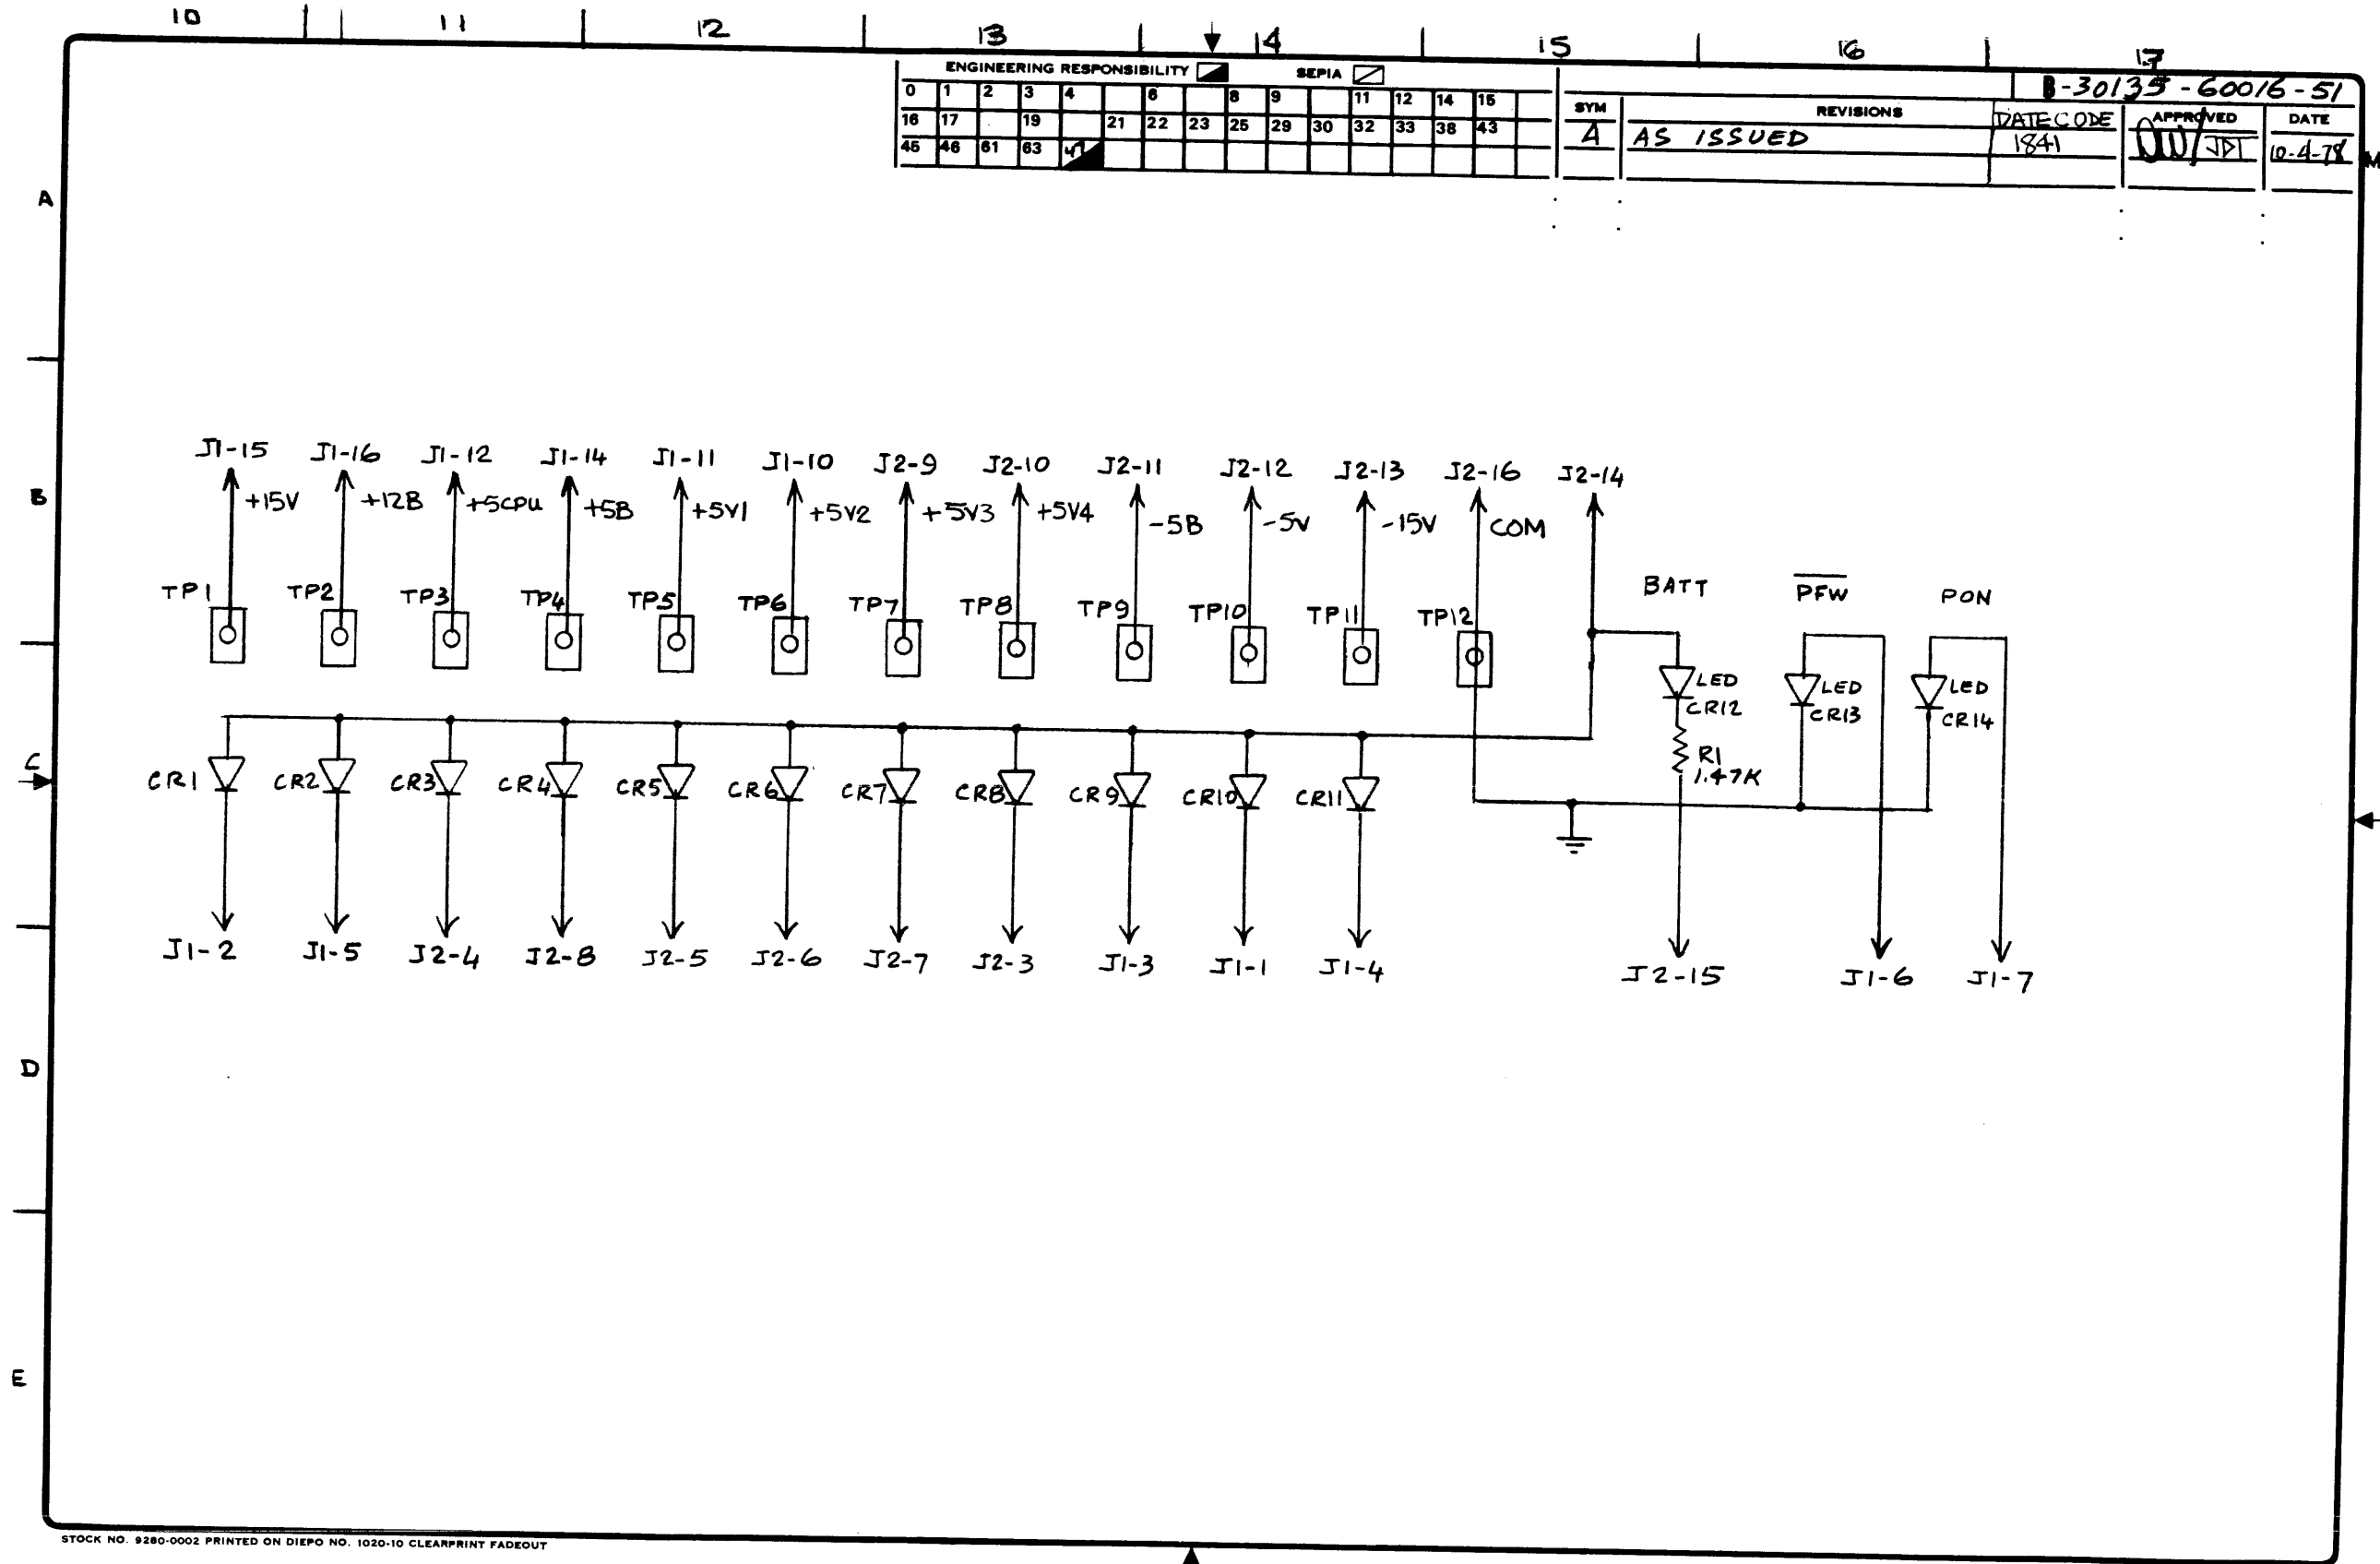 10 11 12 13 14 15 16 17
ENGINEERING RESPONSIBILITY SEPIA
0 1 2 3 4 6 8 9 11 12 14 15
16 17 19 21 22 23 25 29 30 32 33 38 43
45 46 61 63 47
B-30135-60016-51
SYM REVISIONS DATE CODE APPROVED DATE
A AS ISSUED 1841 JDT 10-4-78
M
A
J1-15 J1-16 J1-12 J1-14 J1-11 J1-10 J2-9 J2-10 J2-11 J2-12 J2-13 J2-16 J2-14
B
+15V +12B +5CPU +5B +5V1 +5V2 +5V3 +5V4 -5B -5V -15V COM
TP1 TP2 TP3 TP4 TP5 TP6 TP7 TP8 TP9 TP10 TP11 TP12
BATT PFW PON
LED CR12 LED CR13 LED CR14
C
CR1 CR2 CR3 CR4 CR5 CR6 CR7 CR8 CR9 CR10 CR11
R1
1.47K
J1-2 J1-5 J2-4 J2-8 J2-5 J2-6 J2-7 J2-3 J1-3 J1-1 J1-4 J2-15 J1-6 J1-7
D
E
STOCK NO. 9280-0002 PRINTED ON DIEPO NO. 1020-10 CLEARPRINT FADEOUT